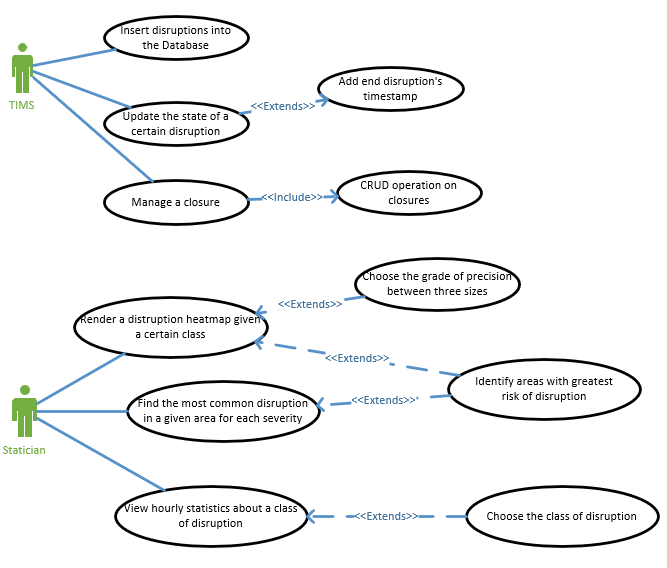 Insert disruptions into
the Database
TIMS
Update the state of a
certain disruption
<<Extends>>
Add end disruption's
timestamp
Manage a closure
<<Include>>
CRUD operation on
closures
Choose the grade of precision
between three sizes
<<Extends>>
Render a distruption heatmap given
a certain class
<<Extends>>
Identify areas with greatest
risk of disruption
Find the most common disruption
in a given area for each severity
<<Extends>>
Statician
View hourly statistics about a class
of disruption
<<Extends>>
Choose the class of disruption